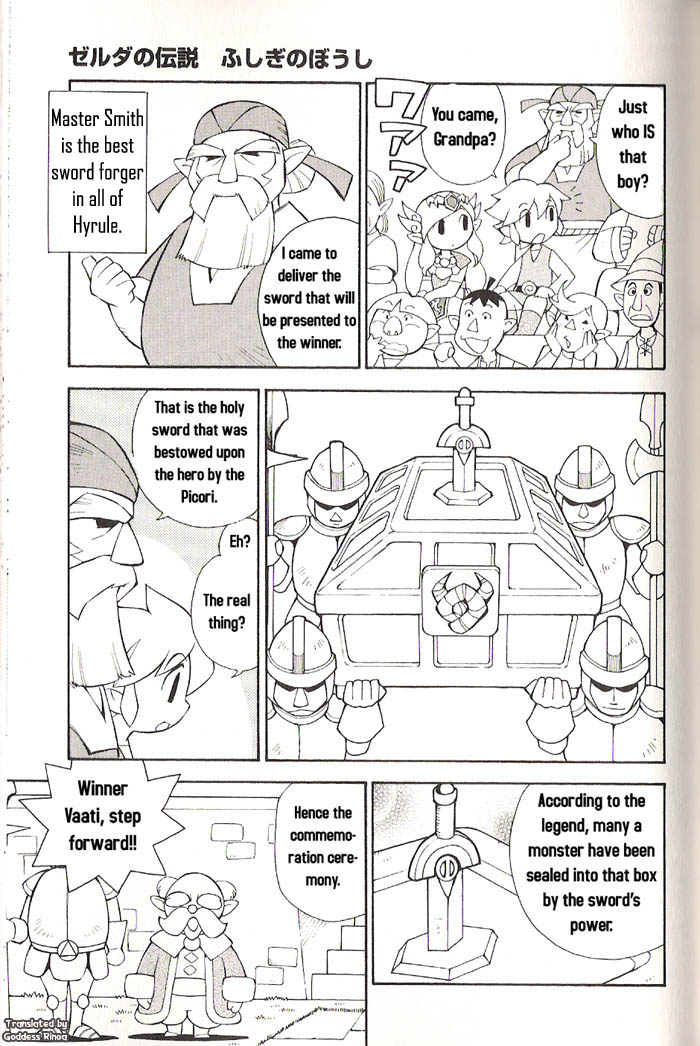 ゼルダの伝説 ふしぎのぼうし
Just
who IS
that
boy?
You came,
Grandpa?
ワァァァ
Master Smith
is the best
sword forger
in all of
Hyrule.
I came to
deliver the
sword that will
be presented to
the winner.
That is the holy
sword that was
bestowed upon
the hero by the
Picori.
Eh?
The real
thing?
According to the
legend, many a
monster have been
sealed into that box
by the sword's
power.
Hence the
commemo-
ration cere-
mony.
Winner
Vaati, step
forward!!
Translated by
Goddess Rinoa